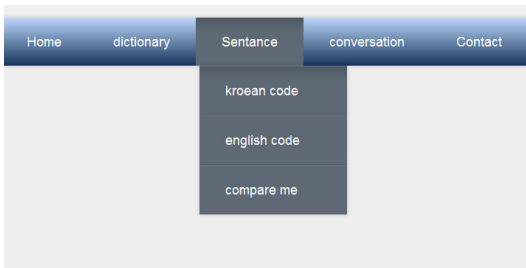 Home dictionary Sentance conversation Contact
kroean code
english code
compare me